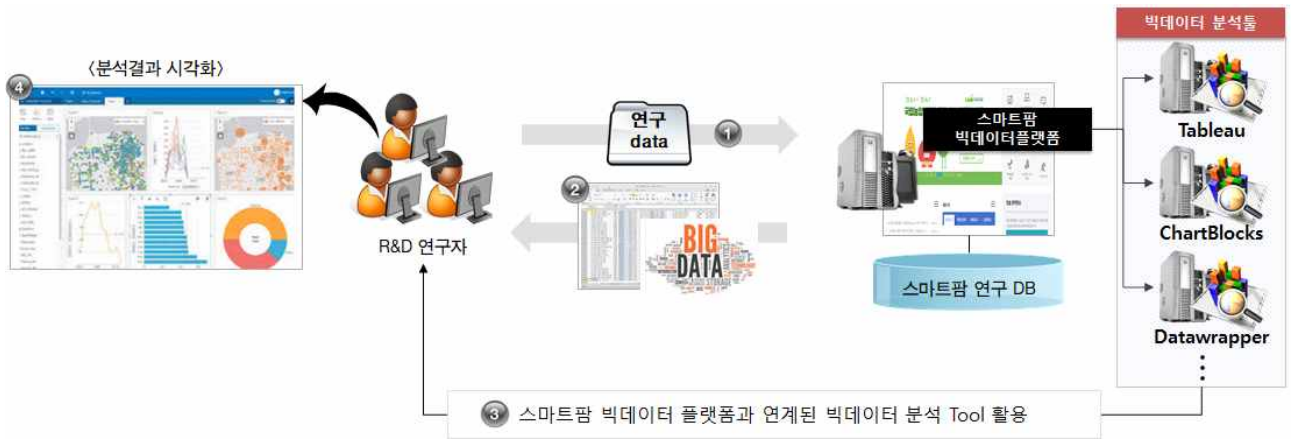 빅데이터 분석툴
〈분석결과 시각화〉
4
연구
data
1
스마트팜
빅데이터플랫폼
Tableau
2
BIG
DATA
R&D 연구자
ChartBlocks
스마트팜 연구 DB
Datawrapper
3 스마트팜 빅데이터 플랫폼과 연계된 빅데이터 분석 Tool 활용